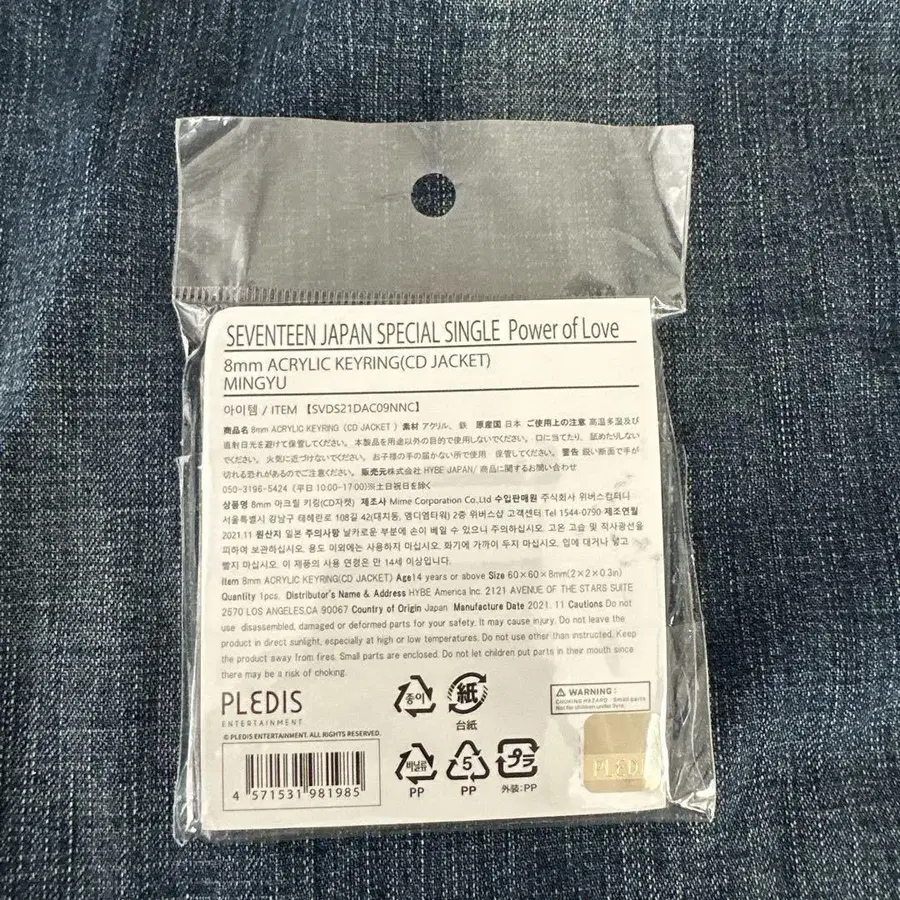 SEVENTEEN JAPAN SPECIAL SINGLE Power of Love
8mm ACRYLIC KEYRING(CD JACKET)
MINGYU
아이템 / ITEM 【SVDS21DAC09NNC】
商品名 8mm ACRYLIC KEYRING (CD JACKET ) 素材 アクリル、鉄 原産国 日本 ご使用上の注意 高温多湿及び
直射日光を避けて保管してください。本製品を用途以外の目的で使用しないでください。口に当てたり、舐めたりしない
でください。火気に近づけないでください。お子様の手の届かない所で使用 保管してください。警告 鋭い断面で手が
切れる恐れがあるのでご注意ください。販売元株式会社 HYBE JAPAN/ 商品に関するお問い合わせ
050-3196-5424 (平日 10:00-17:00)※土日祝日を除く
상품명 8mm 아크릴 키링(CD자켓) 제조사 Mime Corporation Co.,Ltd 수입판매원 주식회사 위버스컴퍼니
서울특별시 강남구 테헤란로 108길 42(대치동, 엠디엠타워) 2층 위버스샵 고객센터 Tel 1544-0790 제조연월
2021.11 원산지 일본 주의사항 날카로운 부분에 손이 베일 수 있으니 주의하십시오. 고온 고습 및 직사광선을
피하여 보관하십시오. 용도 이외에는 사용하지 마십시오. 화기에 가까이 두지 마십시오. 입에 대거나 넣고
빨지 마십시오. 이 제품의 사용 연령은 만 14세 이상입니다.
Item 8mm ACRYLIC KEYRING(CD JACKET) Age14 years or above Size 60×60×8mm(2×2×0.3in)
Quantity 1pcs. Distributor's Name & Address HYBE America Inc. 2121 AVENUE OF THE STARS SUITE
2570 LOS ANGELES,CA 90067 Country of Origin Japan Manufacture Date 2021. 11 Cautions Do not
use disassembled, damaged or deformed parts for your safety. It may cause injury. Do not leave the
product in direct sunlight, especially at high or low temperatures. Do not use other than instructed. Keep
the product away from fires. Small parts are enclosed. Do not let children put parts in their mouth since
there may be a risk of choking.
PLEDIS
ENTERTAINMENT
© PLEDIS ENTERTAINMENT. ALL RIGHTS RESERVED.
종이
紙
台紙
WARNING :
CHOKING HAZARD - Small parts
Not for children under 3yrs.
4 571531 981985
비닐류
PP
5
PP
プラ
外装:PP
PLEDI